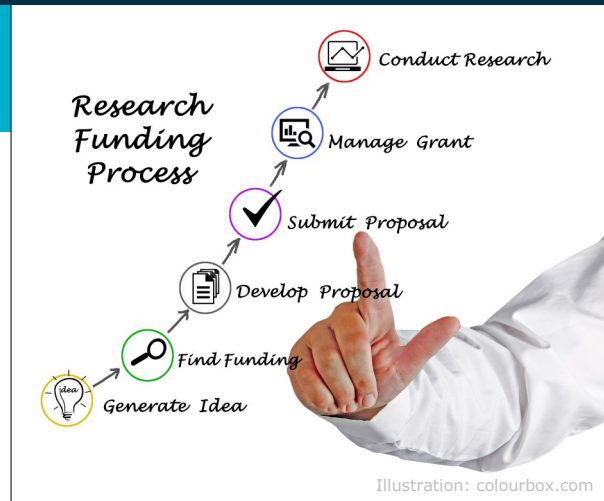 Research
Funding
Process
Conduct Research
Manage Grant
Submit Proposal
Develop Proposal
Find Funding
idea
Generate Idea
Illustration: colourbox.com